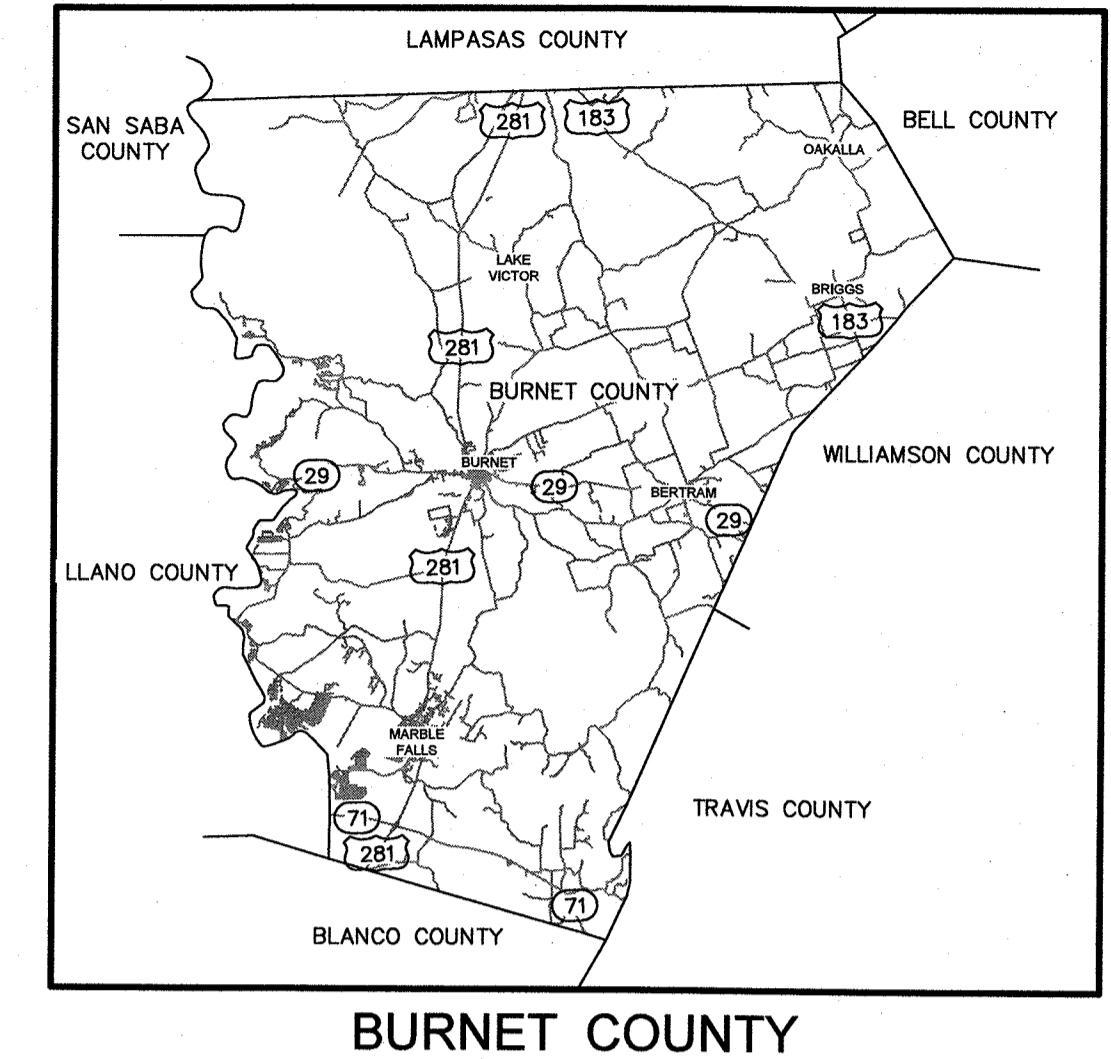 LAMPASAS COUNTY
SAN SABA
COUNTY
281
183
BELL COUNTY
OAKALLA
LAKE
VICTOR
BRIGGS
183
281
BURNET COUNTY
WILLIAMSON COUNTY
BURNET
29
29
BERTRAM
29
LLANO COUNTY
281
MARBLE
FALLS
71
281
TRAVIS COUNTY
71
BLANCO COUNTY
BURNET COUNTY